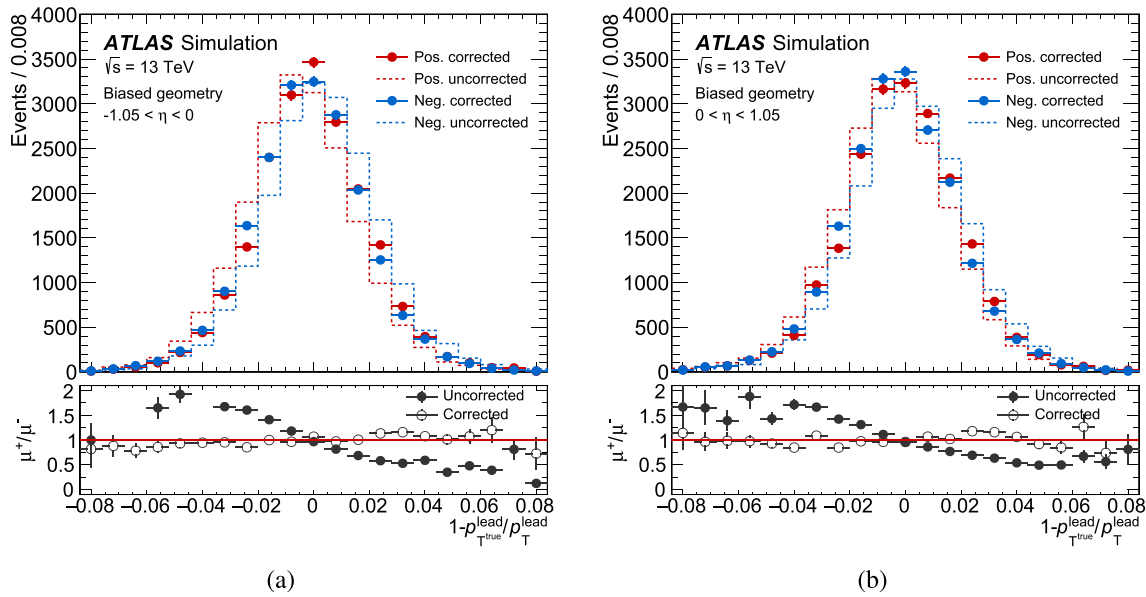 Events / 0.008
4000
3500
3000
2500
2000
1500
1000
500
0
ATLAS Simulation
√s = 13 TeV
Biased geometry
-1.05 < η < 0
Pos. corrected
Pos. uncorrected
Neg. corrected
Neg. uncorrected
μ⁺/μ⁻
2
1.5
1
0.5
0
Uncorrected
Corrected
−0.08 −0.06 −0.04 −0.02 0 0.02 0.04 0.06 0.08
1-p_T^true^lead/p_T^lead
(a)
Events / 0.008
4000
3500
3000
2500
2000
1500
1000
500
0
ATLAS Simulation
√s = 13 TeV
Biased geometry
0 < η < 1.05
Pos. corrected
Pos. uncorrected
Neg. corrected
Neg. uncorrected
μ⁺/μ⁻
2
1.5
1
0.5
0
Uncorrected
Corrected
−0.08 −0.06 −0.04 −0.02 0 0.02 0.04 0.06 0.08
1-p_T^true^lead/p_T^lead
(b)